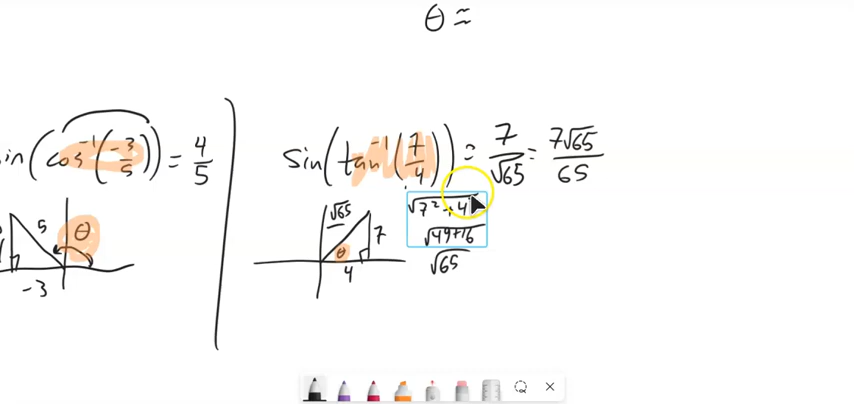 θ ≈
in(cos⁻¹(-3/5)) = 4/5
sin(tan⁻¹(7/4)) = 7/√65 = 7√65/65
5
θ
-3
√65
7
θ
4
√7² + 4
√49+16
√65